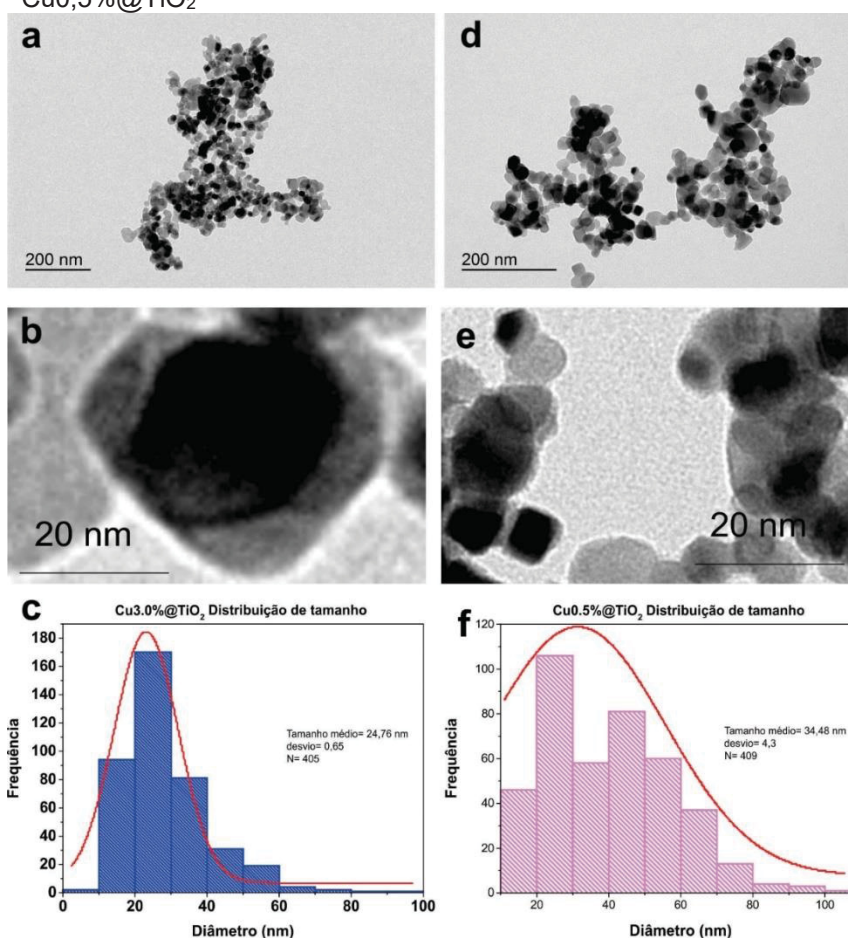 Cu0,5%@TiO₂
a
d
200 nm
200 nm
b
e
20 nm
20 nm
c
Cu3.0%@TiO₂ Distribuição de tamanho
f
Cu0.5%@TiO₂ Distribuição de tamanho
180
160
140
120
100
80
60
40
20
0
Frequência
Tamanho médio= 24,76 nm
desvio= 0,65
N= 405
0 20 40 60 80 100
Diâmetro (nm)
120
100
80
60
40
20
0
Frequência
Tamanho médio= 34,48 nm
desvio= 4,3
N= 409
20 40 60 80 100
Diâmetro (nm)